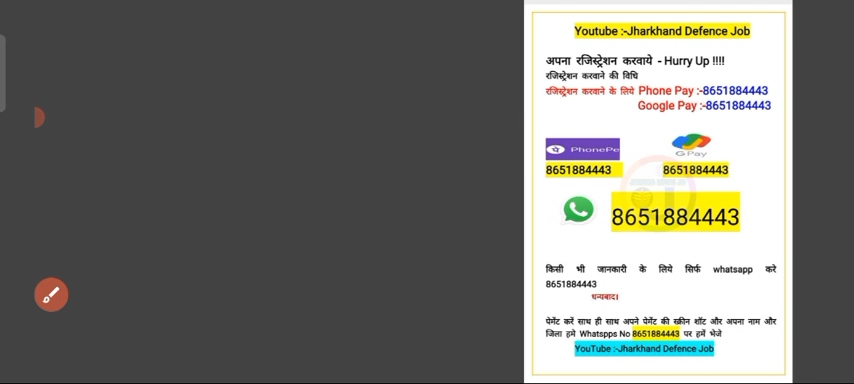 Youtube :-Jharkhand Defence Job
अपना रजिस्ट्रेशन करवाये - Hurry Up !!!!
रजिस्ट्रेशन करवाने की विधि
रजिस्ट्रेशन करवाने के लिये Phone Pay :-8651884443
Google Pay :-8651884443
PhonePe
G Pay
8651884443
8651884443
8651884443
किसी भी जानकारी के लिये सिर्फ whatsapp करे
8651884443
धन्यबाद।
पेमेंट करें साथ ही साथ अपने पेमेंट की स्क्रीन शॉट और अपना नाम और
जिला हमे Whatspps No 8651884443 पर हमें भेजे
YouTube :-Jharkhand Defence Job